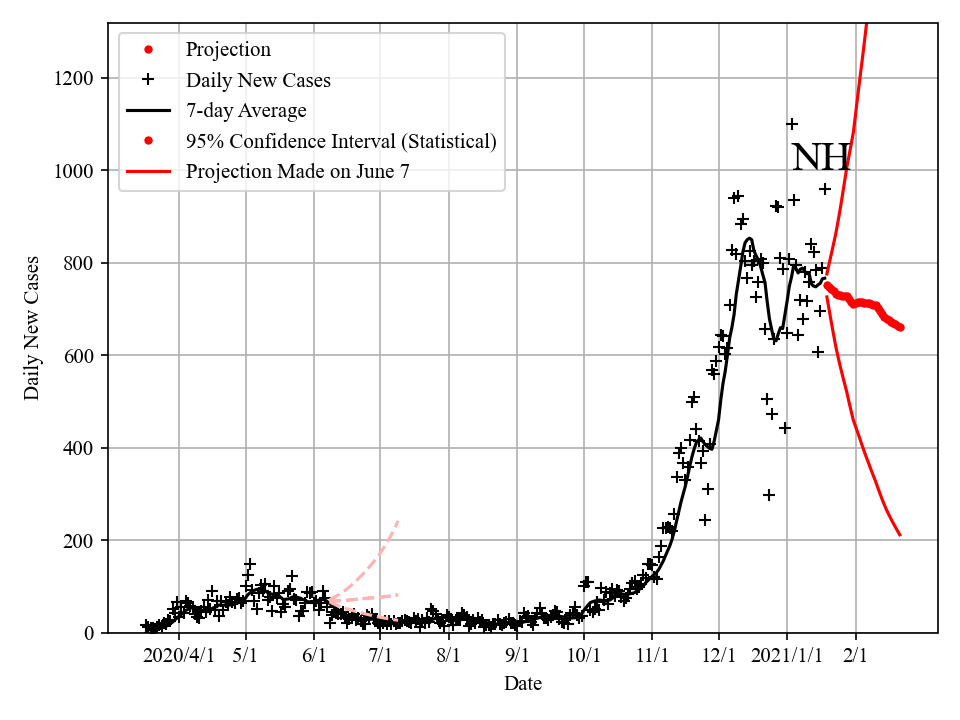 Projection
Daily New Cases
7-day Average
95% Confidence Interval (Statistical)
Projection Made on June 7
NH
1200
1000
800
600
400
200
0
Daily New Cases
2020/4/1 5/1 6/1 7/1 8/1 9/1 10/1 11/1 12/1 2021/1/1 2/1
Date